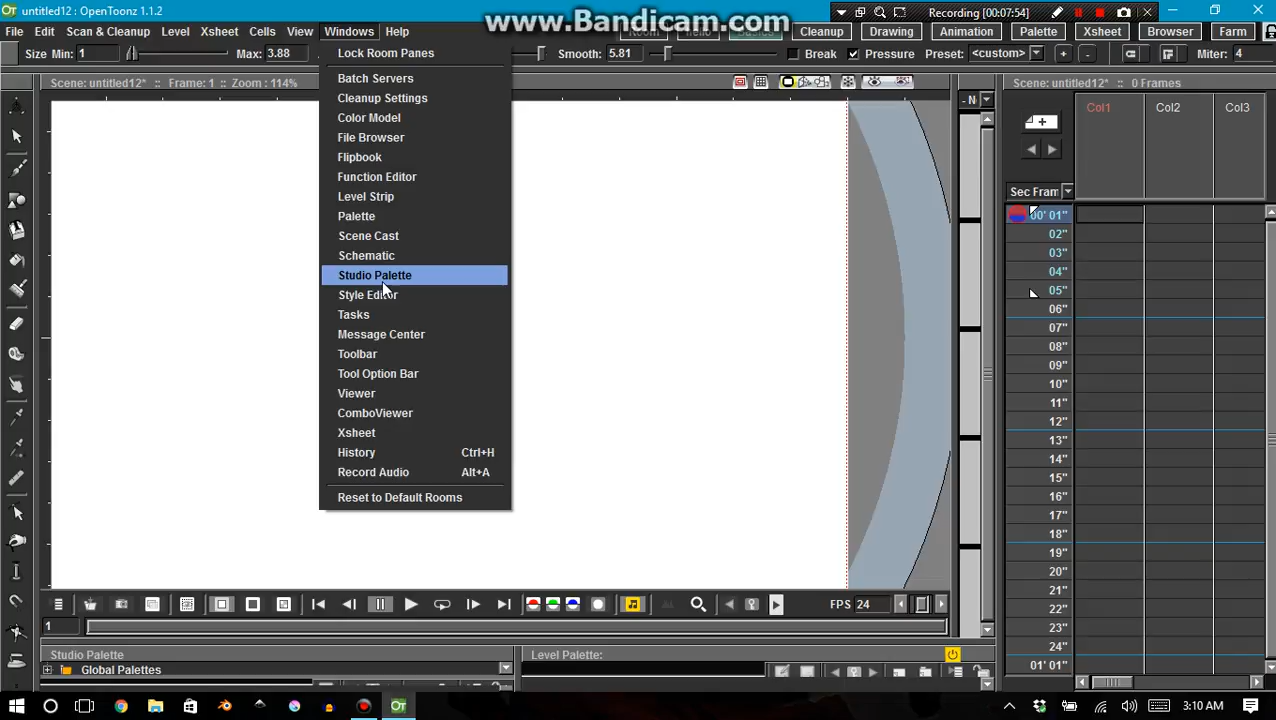 untitled12* : OpenToonz 1.1.2
www.Bandicam.com
Recording [00:07:54]
File Edit Scan & Cleanup Level Xsheet Cells View Windows Help
Room Hello Basics Cleanup Drawing Animation Palette Xsheet Browser Farm
Size Min: 1 Max: 3.88 Smooth: 5.81 Break Pressure Preset: <custom> + - Miter: 4
Scene: untitled12* :: Frame: 1 :: Zoom : 114%
Scene: untitled12* :: 0 Frames
Lock Room Panes
Batch Servers
Cleanup Settings
Color Model
File Browser
Flipbook
Function Editor
Level Strip
Palette
Scene Cast
Schematic
Studio Palette
Style Editor
Tasks
Message Center
Toolbar
Tool Option Bar
Viewer
ComboViewer
Xsheet
History Ctrl+H
Record Audio Alt+A
Reset to Default Rooms
- N
Col1 Col2 Col3
Sec Fram
00' 01"
02"
03"
04"
05"
06"
07"
08"
09"
10"
11"
12"
13"
14"
15"
16"
17"
18"
19"
20"
21"
22"
23"
24"
01' 01"
FPS 24
1
Studio Palette
Level Palette:
Global Palettes
3:10 AM